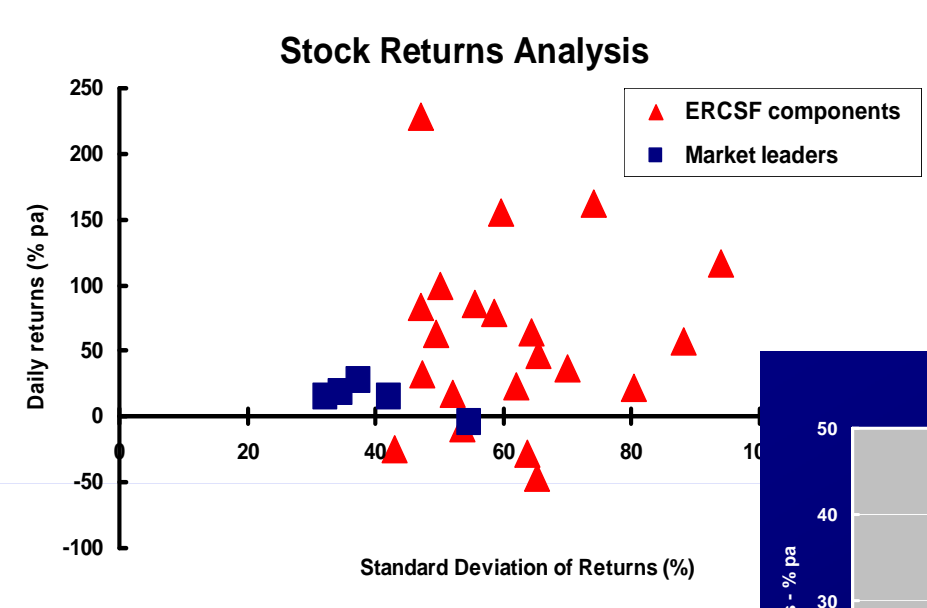 Stock Returns Analysis
ERCSF components
Market leaders
Daily returns (% pa)
250
200
150
100
50
0
-50
-100
0
20
40
60
80
Standard Deviation of Returns (%)
50
40
30
% pa